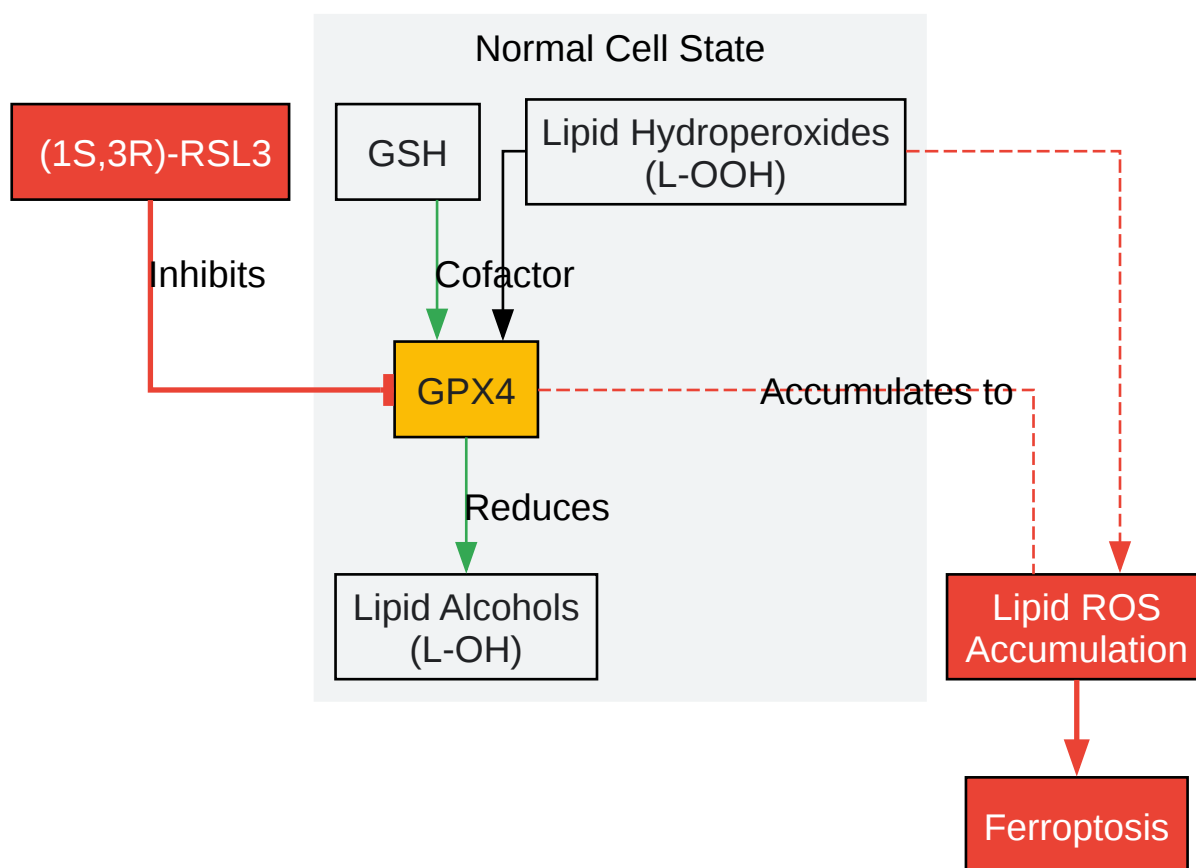 Normal Cell State
(1S,3R)-RSL3
GSH
Lipid Hydroperoxides
(L-OOH)
Inhibits
Cofactor
GPX4
Accumulates to
Reduces
Lipid Alcohols
(L-OH)
Lipid ROS
Accumulation
Ferroptosis